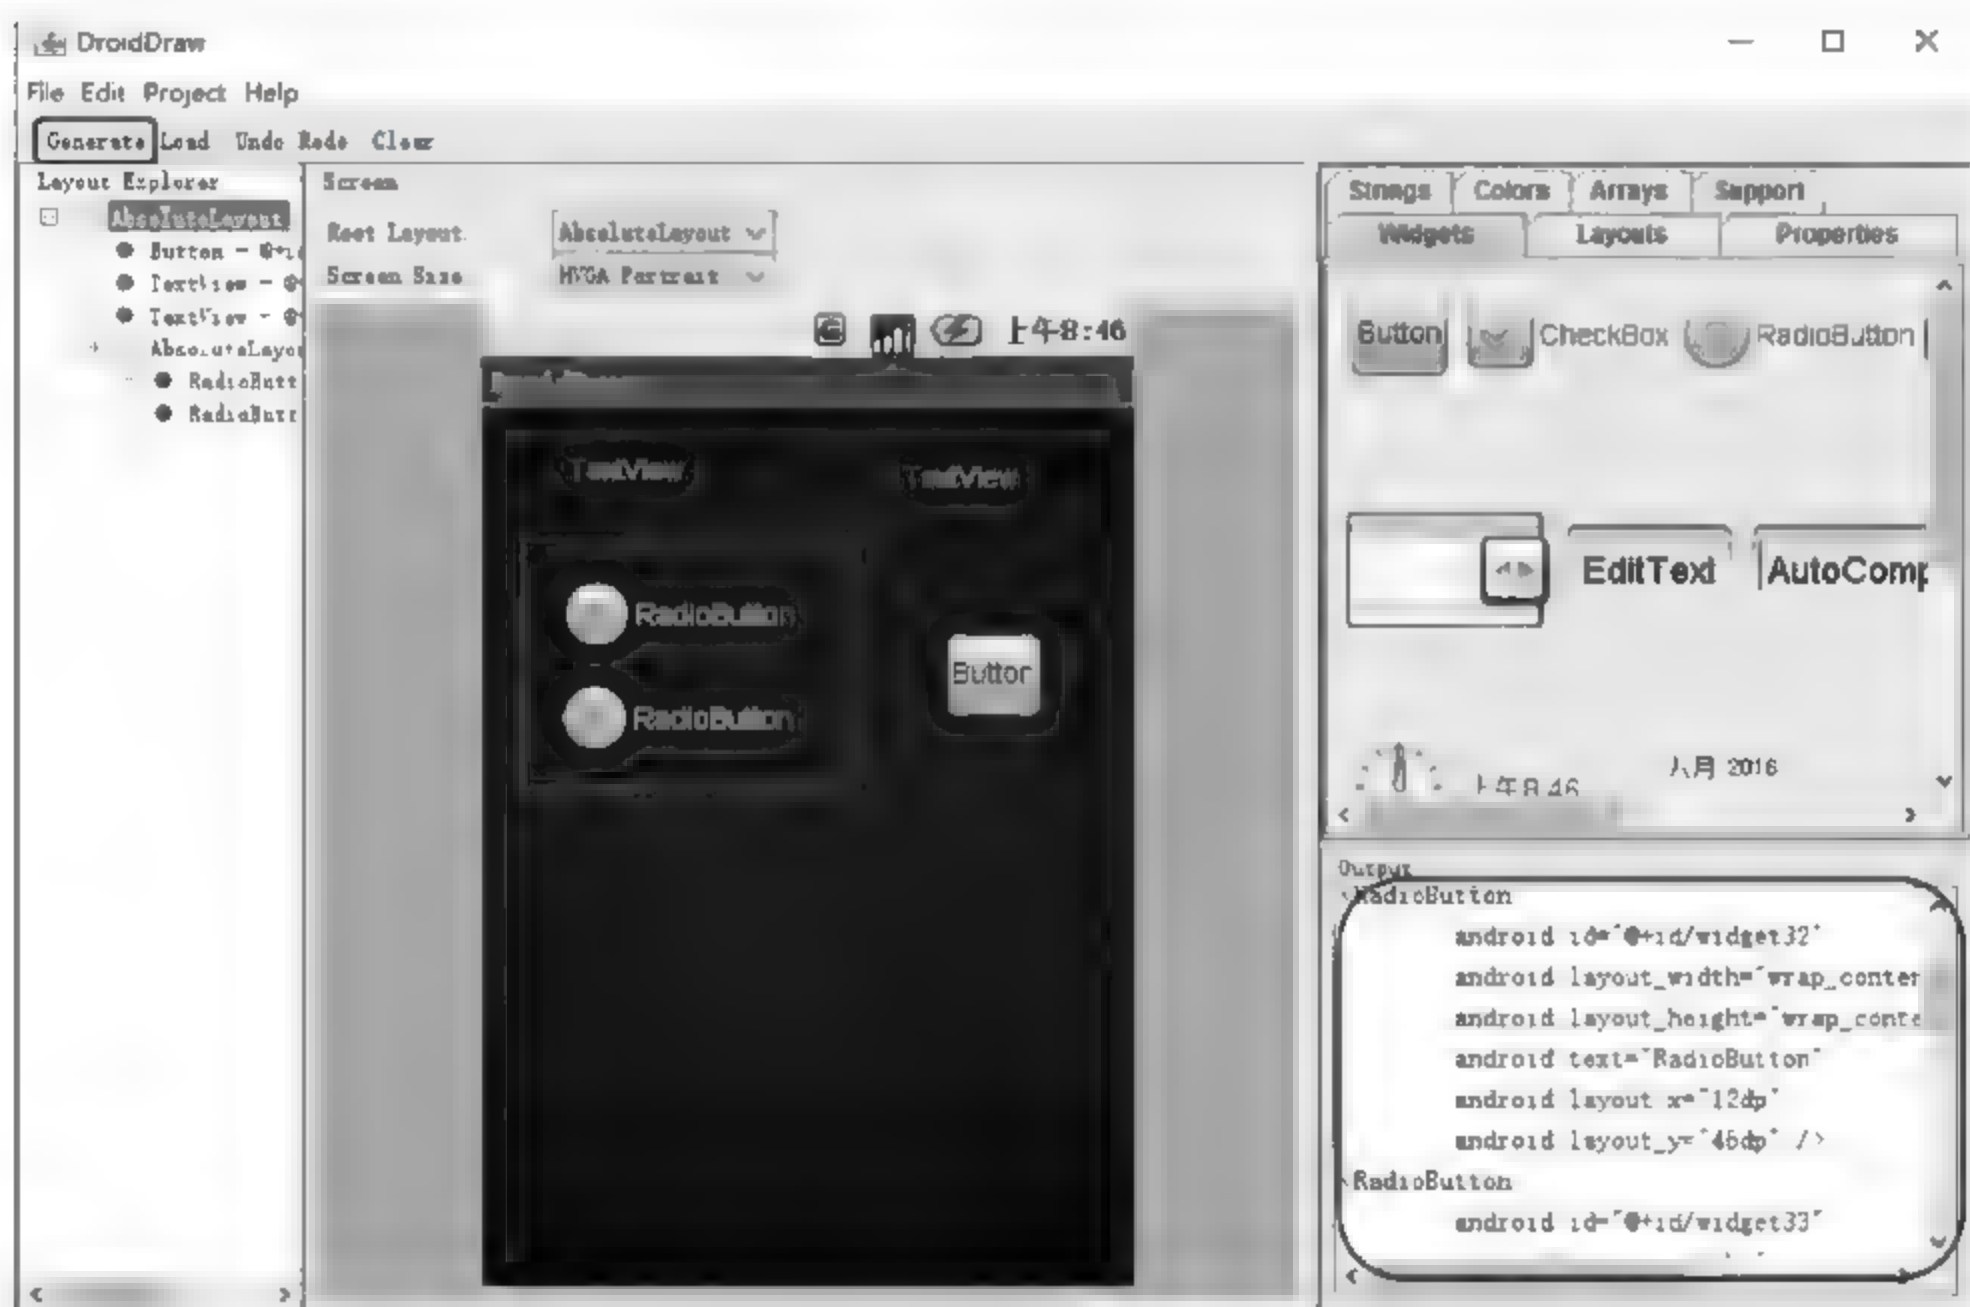 DroidDraw
File Edit Project Help
Generate Load Undo Redo Clear
Layout Explorer
AbsoluteLayout
Button - @+id
TextView - @
TextView - @
AbsoluteLayou
RadioButt
RadioButt
Screen
Root Layout AbsoluteLayout
Screen Size HVGA Portrait
上午8:46
TextView TextView
RadioButton
Button
RadioButton
Strings Colors Arrays Support
Widgets Layouts Properties
Button CheckBox RadioButton
EditText AutoComp
上午8:46 八月 2016
Output
<RadioButton
android:id="@+id/widget32"
android:layout_width="wrap_conten
android:layout_height="wrap_conte
android:text="RadioButton"
android:layout_x="12dp"
android:layout_y= />
<RadioButton
android:id="@+id/widget33"